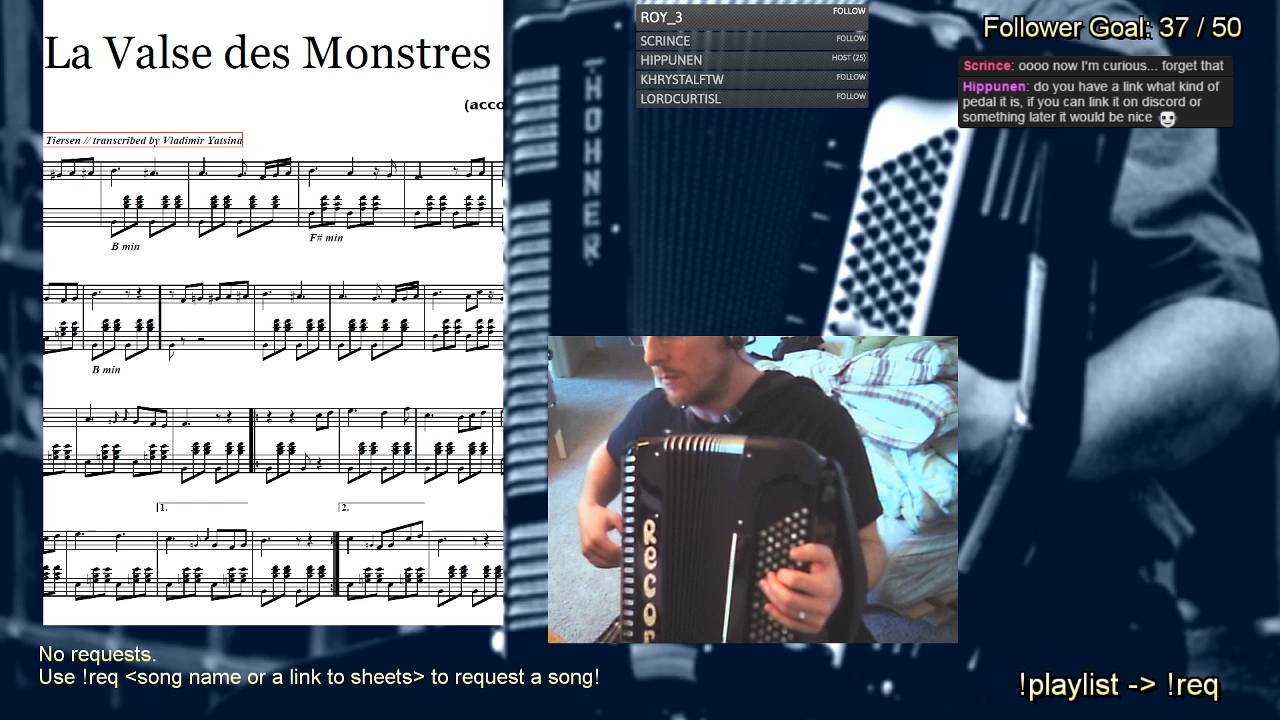 La Valse des Monstres
(acco
Tiersen // transcribed by Vladimir Yatsina
B min
F# min
B min
1.
2.
HOHNER
ROY_3 FOLLOW
SCRINCE FOLLOW
HIPPUNEN HOST (25)
KHRYSTALFTW FOLLOW
LORDCURTISL FOLLOW
Follower Goal: 37 / 50
Scrince: oooo now I'm curious... forget that
Hippunen: do you have a link what kind of
pedal it is, if you can link it on discord or
something later it would be nice
Recor
No requests.
Use !req <song name or a link to sheets> to request a song!
!playlist -> !req